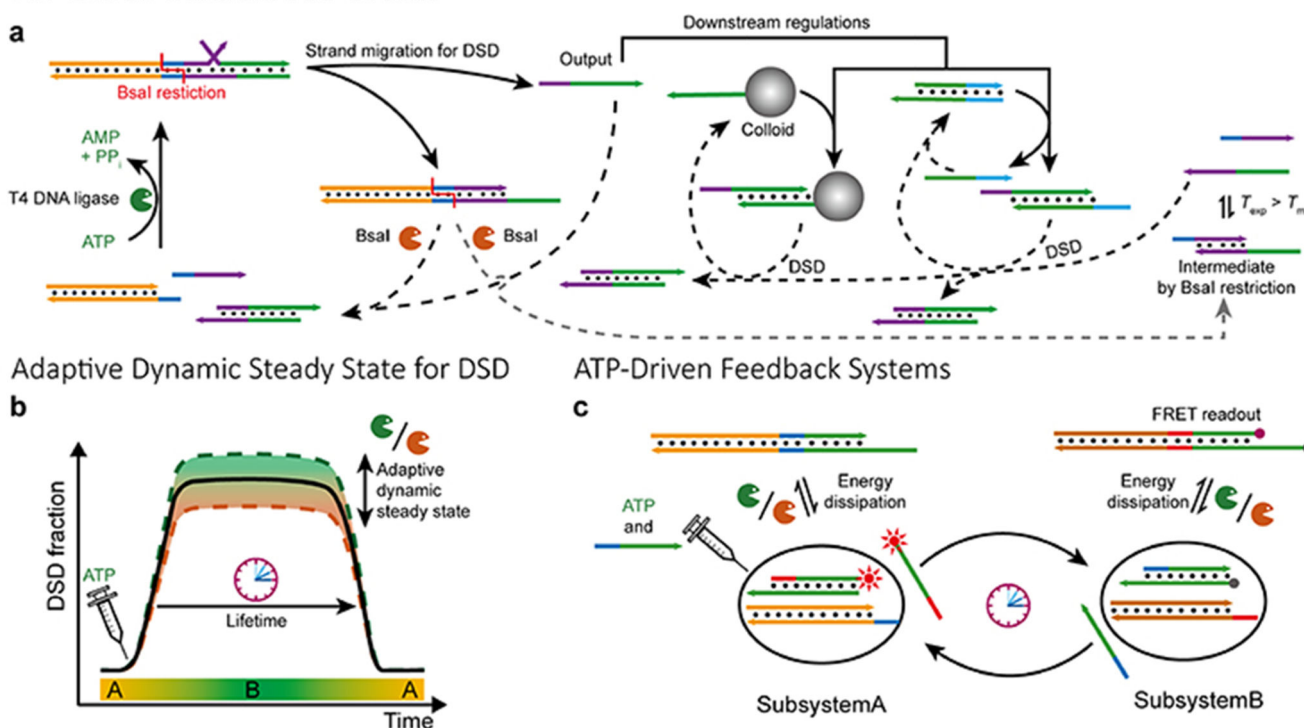 a
Downstream regulations
Strand migration for DSD
Output
BsaI restiction
Colloid
AMP
+ PPi
T4 DNA ligase
ATP
BsaI
BsaI
Texp > Tm
DSD
DSD
Intermediate
by BsaI restriction
Adaptive Dynamic Steady State for DSD
ATP-Driven Feedback Systems
b
DSD fraction
ATP
Lifetime
/
Adaptive
dynamic
steady state
A
B
A
Time
c
FRET readout
ATP
and
/
Energy
dissipation
Energy
dissipation
/
SubsystemA
SubsystemB